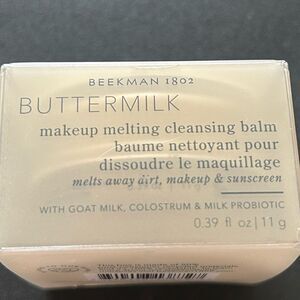 BEEKMAN 1802
BUTTERMILK
makeup melting cleansing balm
baume nettoyant pour
dissoudre le maquillage
melts away dirt, makeup & sunscreen
WITH GOAT MILK, COLOSTRUM & MILK PROBIOTIC
0.39 fl oz | 11 g